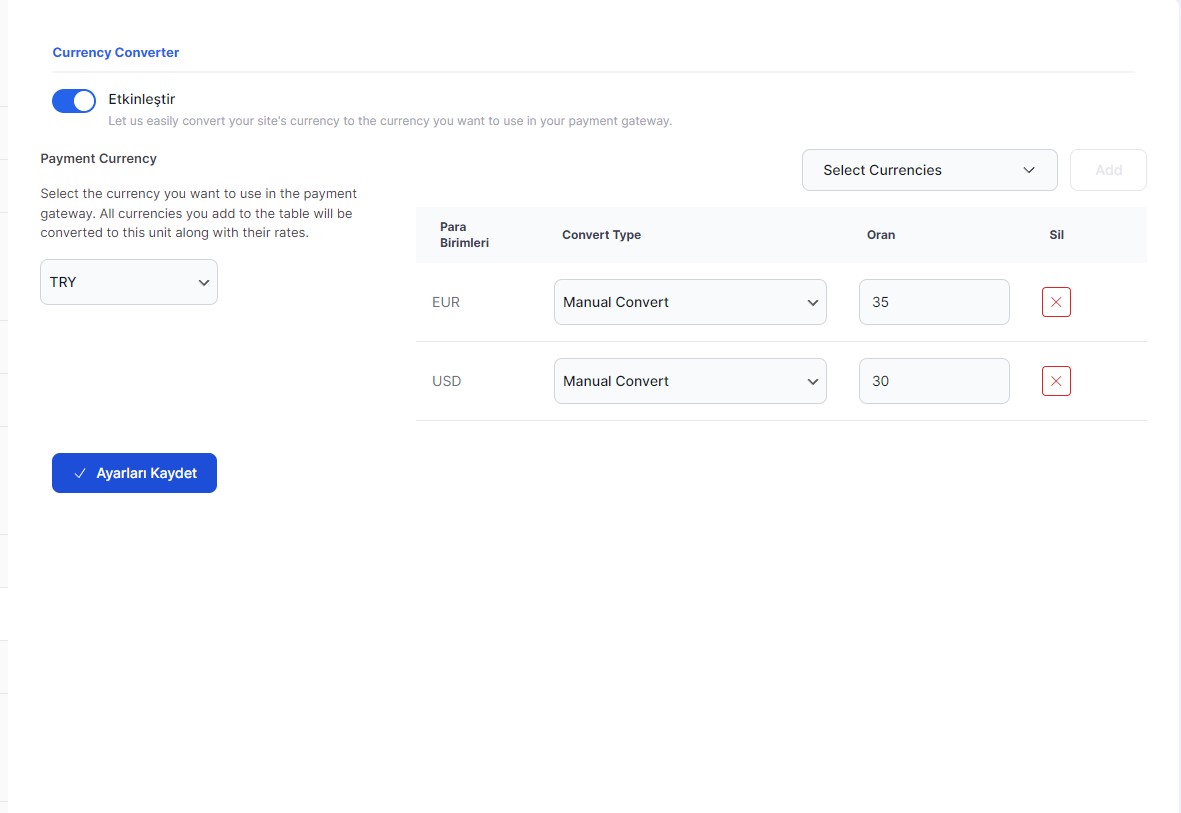 Currency Converter
Etkinleştir
Let us easily convert your site's currency to the currency you want to use in your payment gateway.
Payment Currency
Select the currency you want to use in the payment
gateway. All currencies you add to the table will be
converted to this unit along with their rates.
TRY
Select Currencies
Add
Para
Birimleri
Convert Type
Oran
Sil
EUR
Manual Convert
35
USD
Manual Convert
30
Ayarları Kaydet